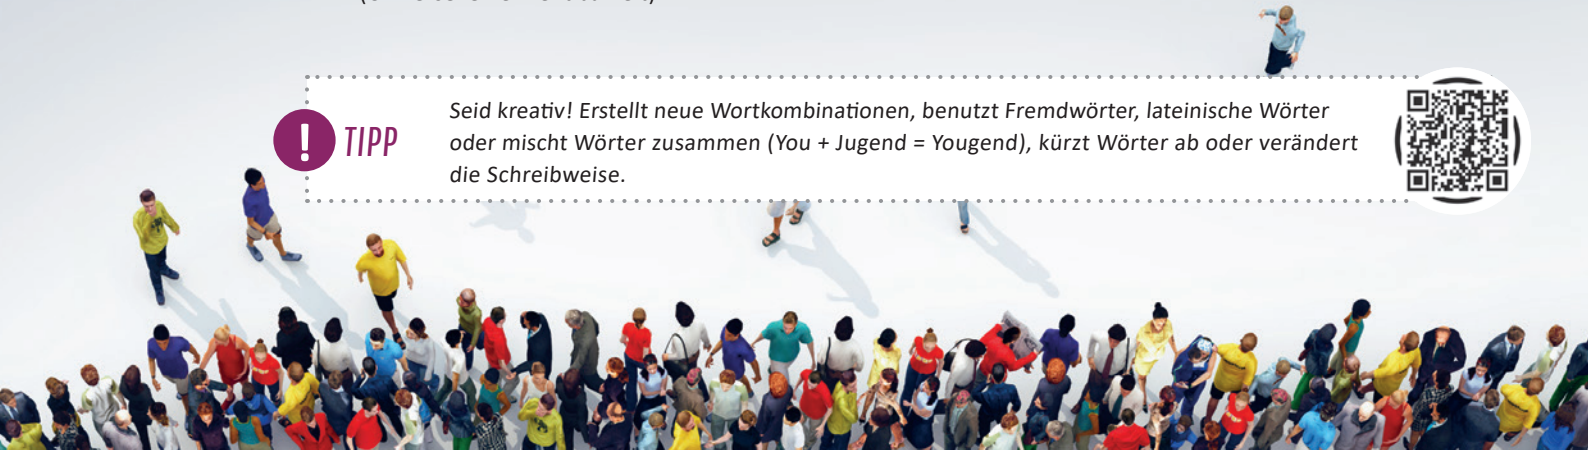 ! TIPP
Seid kreativ! Erstellt neue Wortkombinationen, benutzt Fremdwörter, lateinische Wörter
oder mischt Wörter zusammen (You + Jugend = Yougend), kürzt Wörter ab oder verändert
die Schreibweise.